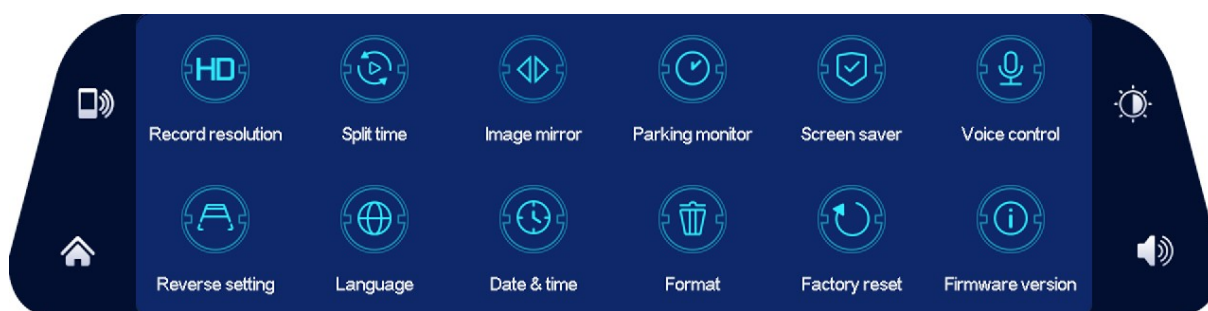 HD
Record resolution
Split time
Image mirror
Parking monitor
Screen saver
Voice control
Reverse setting
Language
Date & time
Format
Factory reset
Firmware version